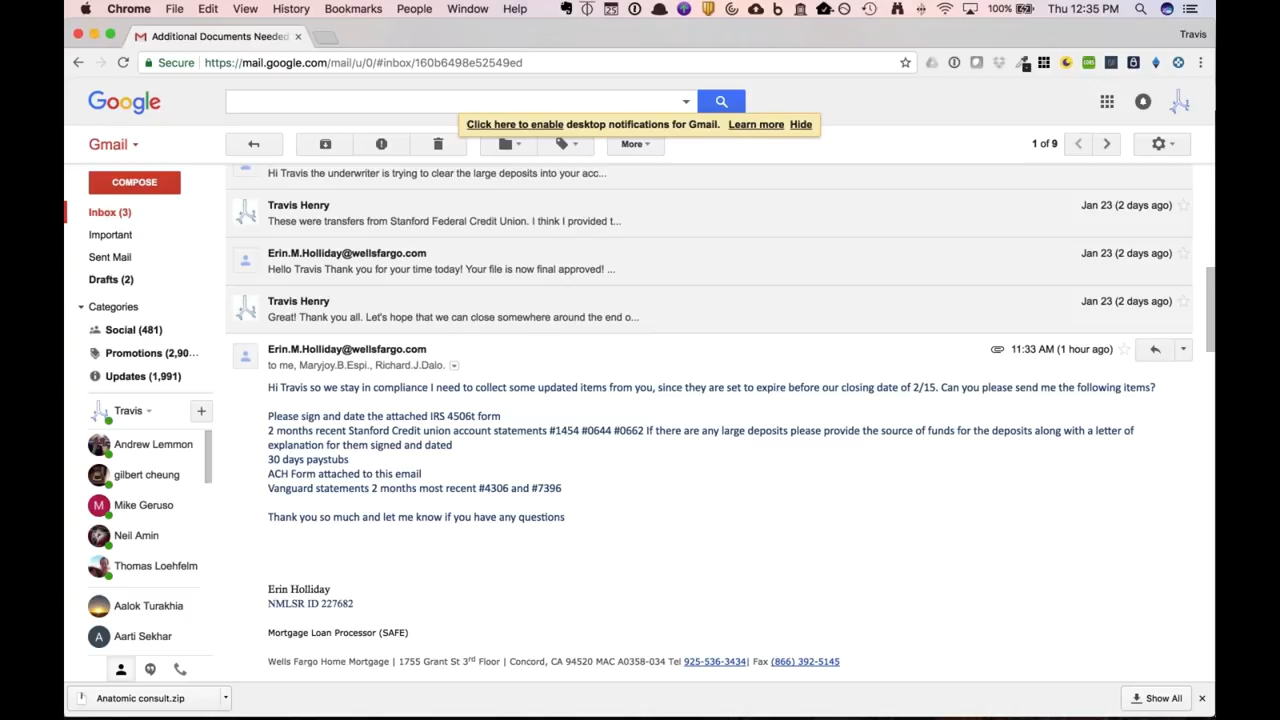 Chrome File Edit View History Bookmarks People Window Help 100% Thu 12:35 PM
Additional Documents Needed Travis
Secure https://mail.google.com/mail/u/0/#inbox/160b6498e52549ed
Google
Click here to enable desktop notifications for Gmail. Learn more Hide
Gmail More 1 of 9
COMPOSE
Inbox (3)
Important
Sent Mail
Drafts (2)
Categories
Social (481)
Promotions (2,90...
Updates (1,991)
Travis
Andrew Lemmon
gilbert cheung
M Mike Geruso
Neil Amin
Thomas Loehfelm
Aalok Turakhia
A Aarti Sekhar
Hi Travis the underwriter is trying to clear the large deposits into your acc...
Travis Henry Jan 23 (2 days ago)
These were transfers from Stanford Federal Credit Union. I think I provided t...
Erin.M.Holliday@wellsfargo.com Jan 23 (2 days ago)
Hello Travis Thank you for your time today! Your file is now final approved! ...
Travis Henry Jan 23 (2 days ago)
Great! Thank you all. Let's hope that we can close somewhere around the end o...
Erin.M.Holliday@wellsfargo.com 11:33 AM (1 hour ago)
to me, Maryjoy.B.Espi., Richard.J.Dalo.
Hi Travis so we stay in compliance I need to collect some updated items from you, since they are set to expire before our closing date of 2/15. Can you please send me the following items?
Please sign and date the attached IRS 4506t form
2 months recent Stanford Credit union account statements #1454 #0644 #0662 If there are any large deposits please provide the source of funds for the deposits along with a letter of
explanation for them signed and dated
30 days paystubs
ACH Form attached to this email
Vanguard statements 2 months most recent #4306 and #7396
Thank you so much and let me know if you have any questions
Erin Holliday
NMLSR ID 227682
Mortgage Loan Processor (SAFE)
Wells Fargo Home Mortgage | 1755 Grant St 3rd Floor | Concord, CA 94520 MAC A0358-034 Tel 925-536-3434| Fax (866) 392-5145
Anatomic consult.zip Show All